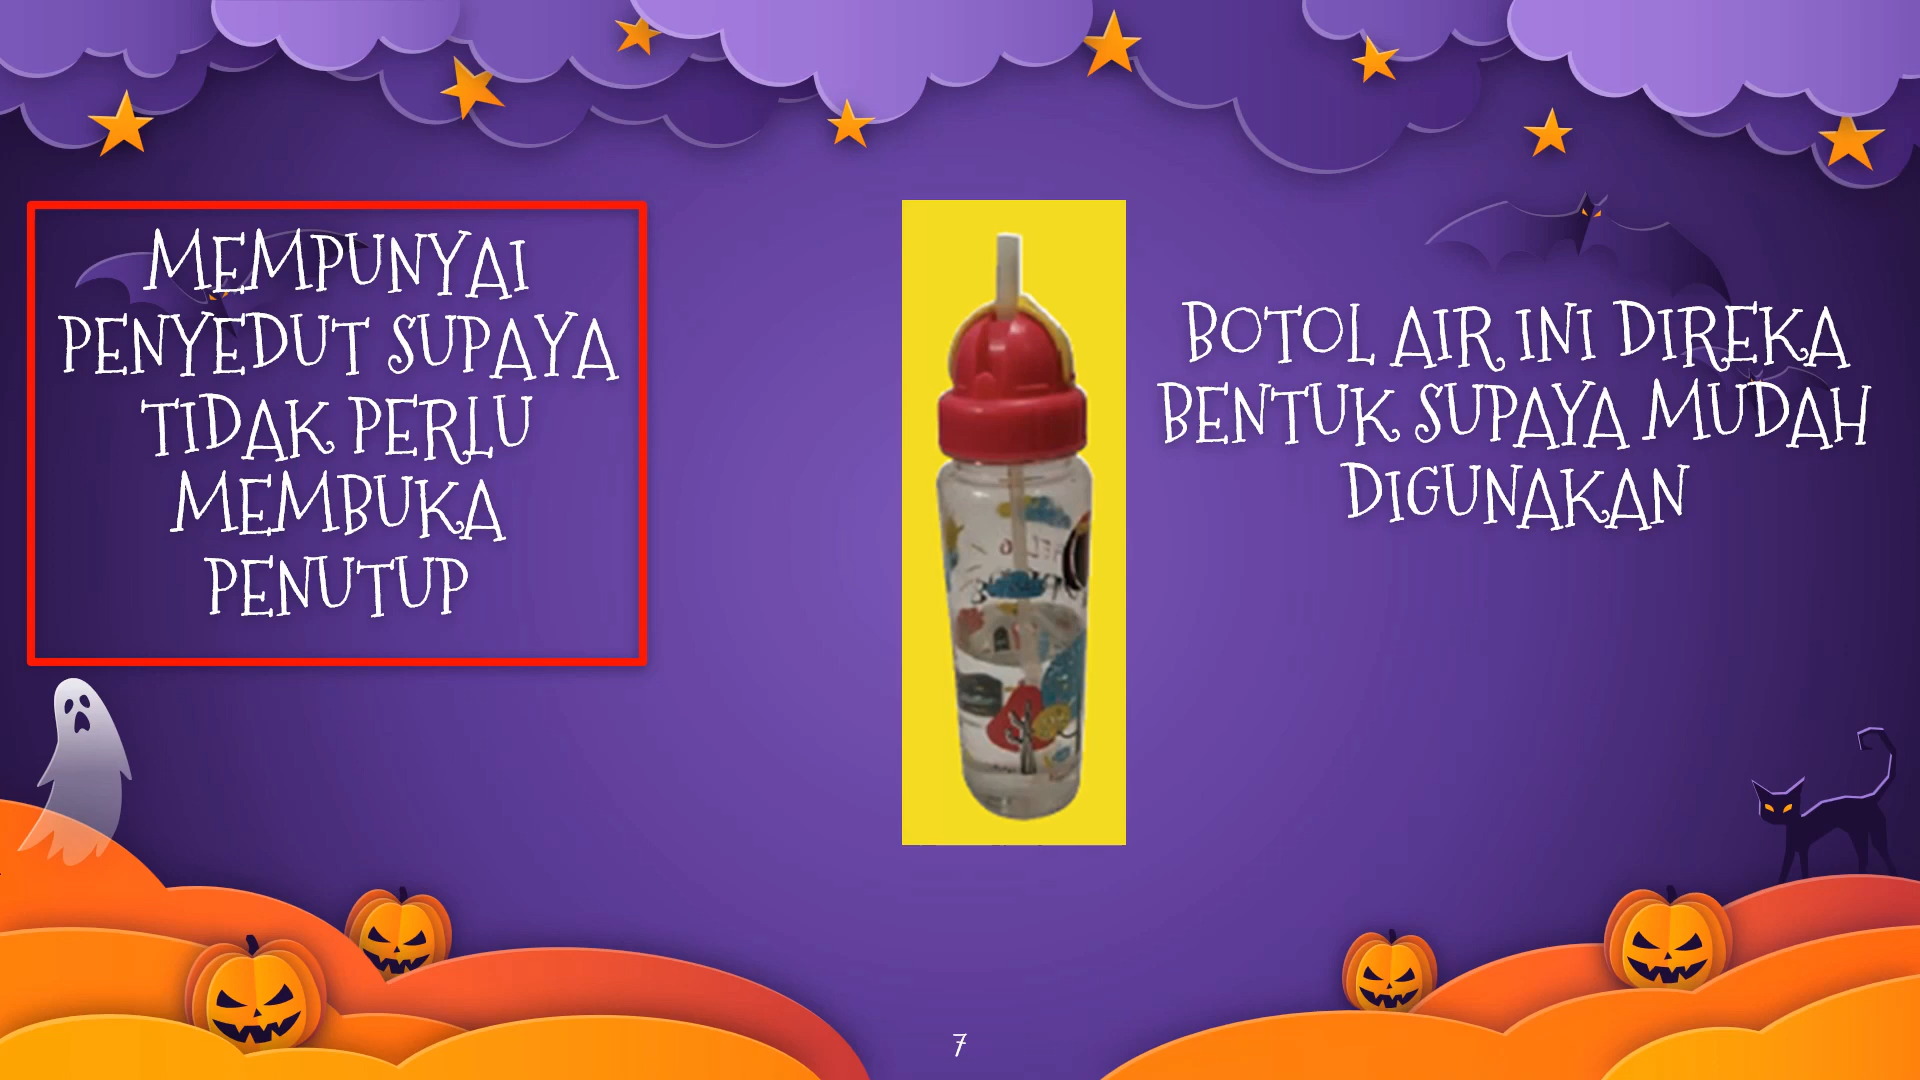 MEMPUNYAI
PENYEDUT SUPAYA
TIDAK PERLU
MEMBUKA
PENUTUP
BOTOL AIR INI DIREKA
BENTUK SUPAYA MUDAH
DIGUNAKAN
7